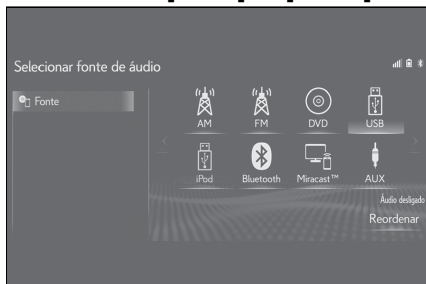 Selecionar fonte de áudio
Fonte
AM FM DVD USB
iPod Bluetooth Miracast™ AUX
Áudio desligado
Reordenar